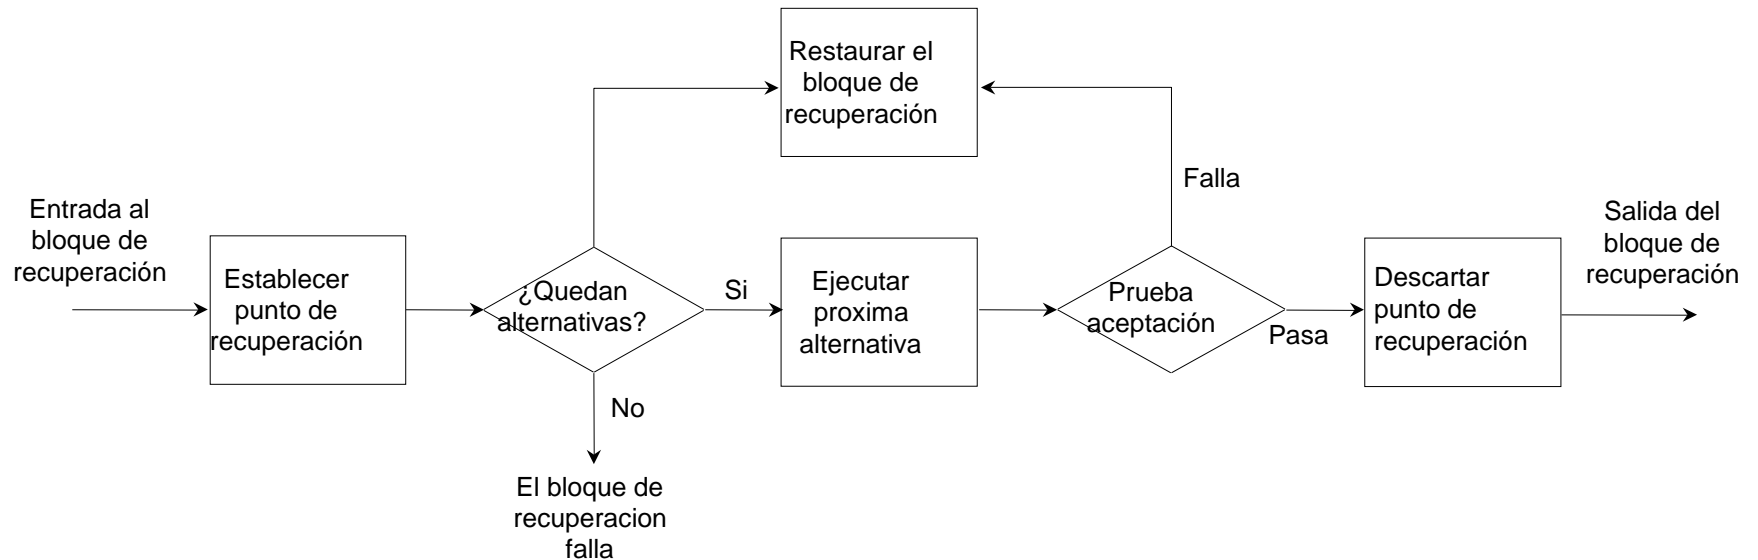 Restaurar el
bloque de
recuperación
Falla
Entrada al
bloque de
recuperación
Establecer
punto de
recuperación
¿Quedan
alternativas?
Si
Ejecutar
proxima
alternativa
Prueba
aceptación
Pasa
Descartar
punto de
recuperación
Salida del
bloque de
recuperación
No
El bloque de
recuperacion
falla